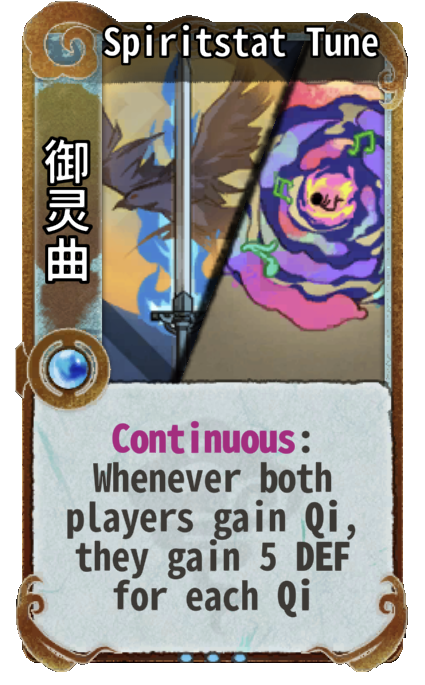 Spiritstat Tune
御灵曲
Continuous:
Whenever both
players gain Qi,
they gain 5 DEF
for each Qi